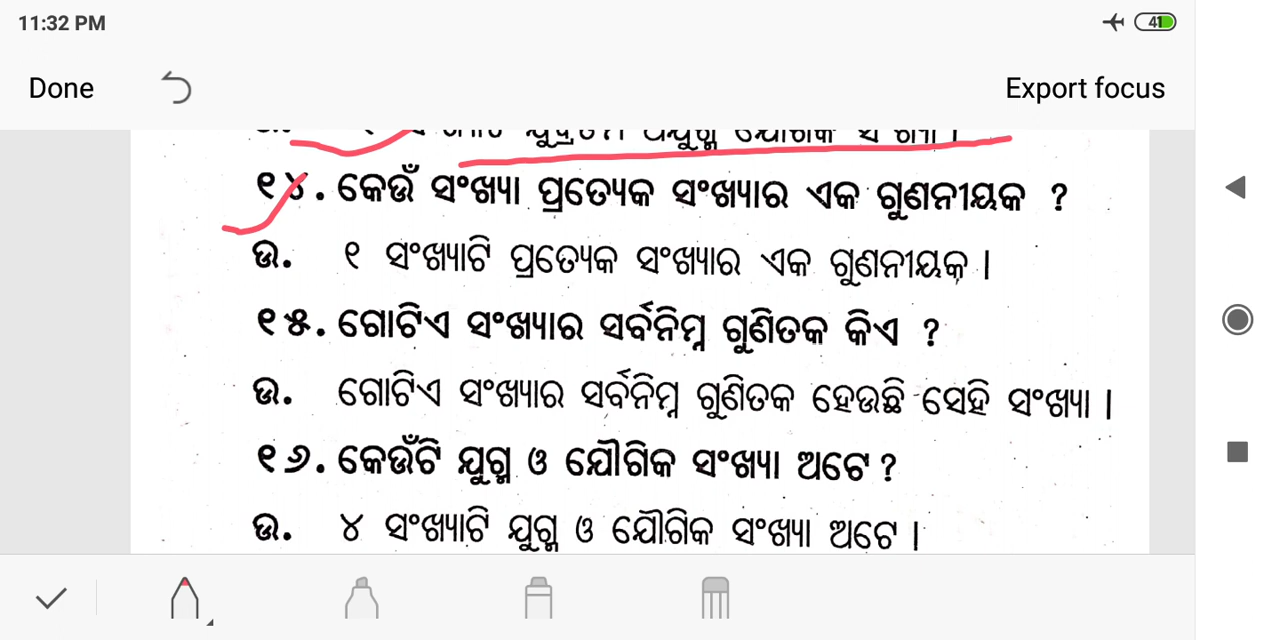 11:32 PM
41
Done
Export focus
ଯୁଗ୍ମ ଯୌଗିକ ସଂଖ୍ୟା ।
୧୪. କେଉଁ ସଂଖ୍ୟା ପ୍ରତ୍ୟେକ ସଂଖ୍ୟାର ଏକ ଗୁଣନୀୟକ ?
ଉ. ୧ ସଂଖ୍ୟାଟି ପ୍ରତ୍ୟେକ ସଂଖ୍ୟାର ଏକ ଗୁଣନୀୟକ ।
୧୫. ଗୋଟିଏ ସଂଖ୍ୟାର ସର୍ବନିମ୍ନ ଗୁଣିତକ କିଏ ?
ଉ. ଗୋଟିଏ ସଂଖ୍ୟାର ସର୍ବନିମ୍ନ ଗୁଣିତକ ହେଉଛି ସେହି ସଂଖ୍ୟା ।
୧୬. କେଉଁଟି ଯୁଗ୍ମ ଓ ଯୌଗିକ ସଂଖ୍ୟା ଅଟେ ?
ଉ. ୪ ସଂଖ୍ୟାଟି ଯୁଗ୍ମ ଓ ଯୌଗିକ ସଂଖ୍ୟା ଅଟେ ।